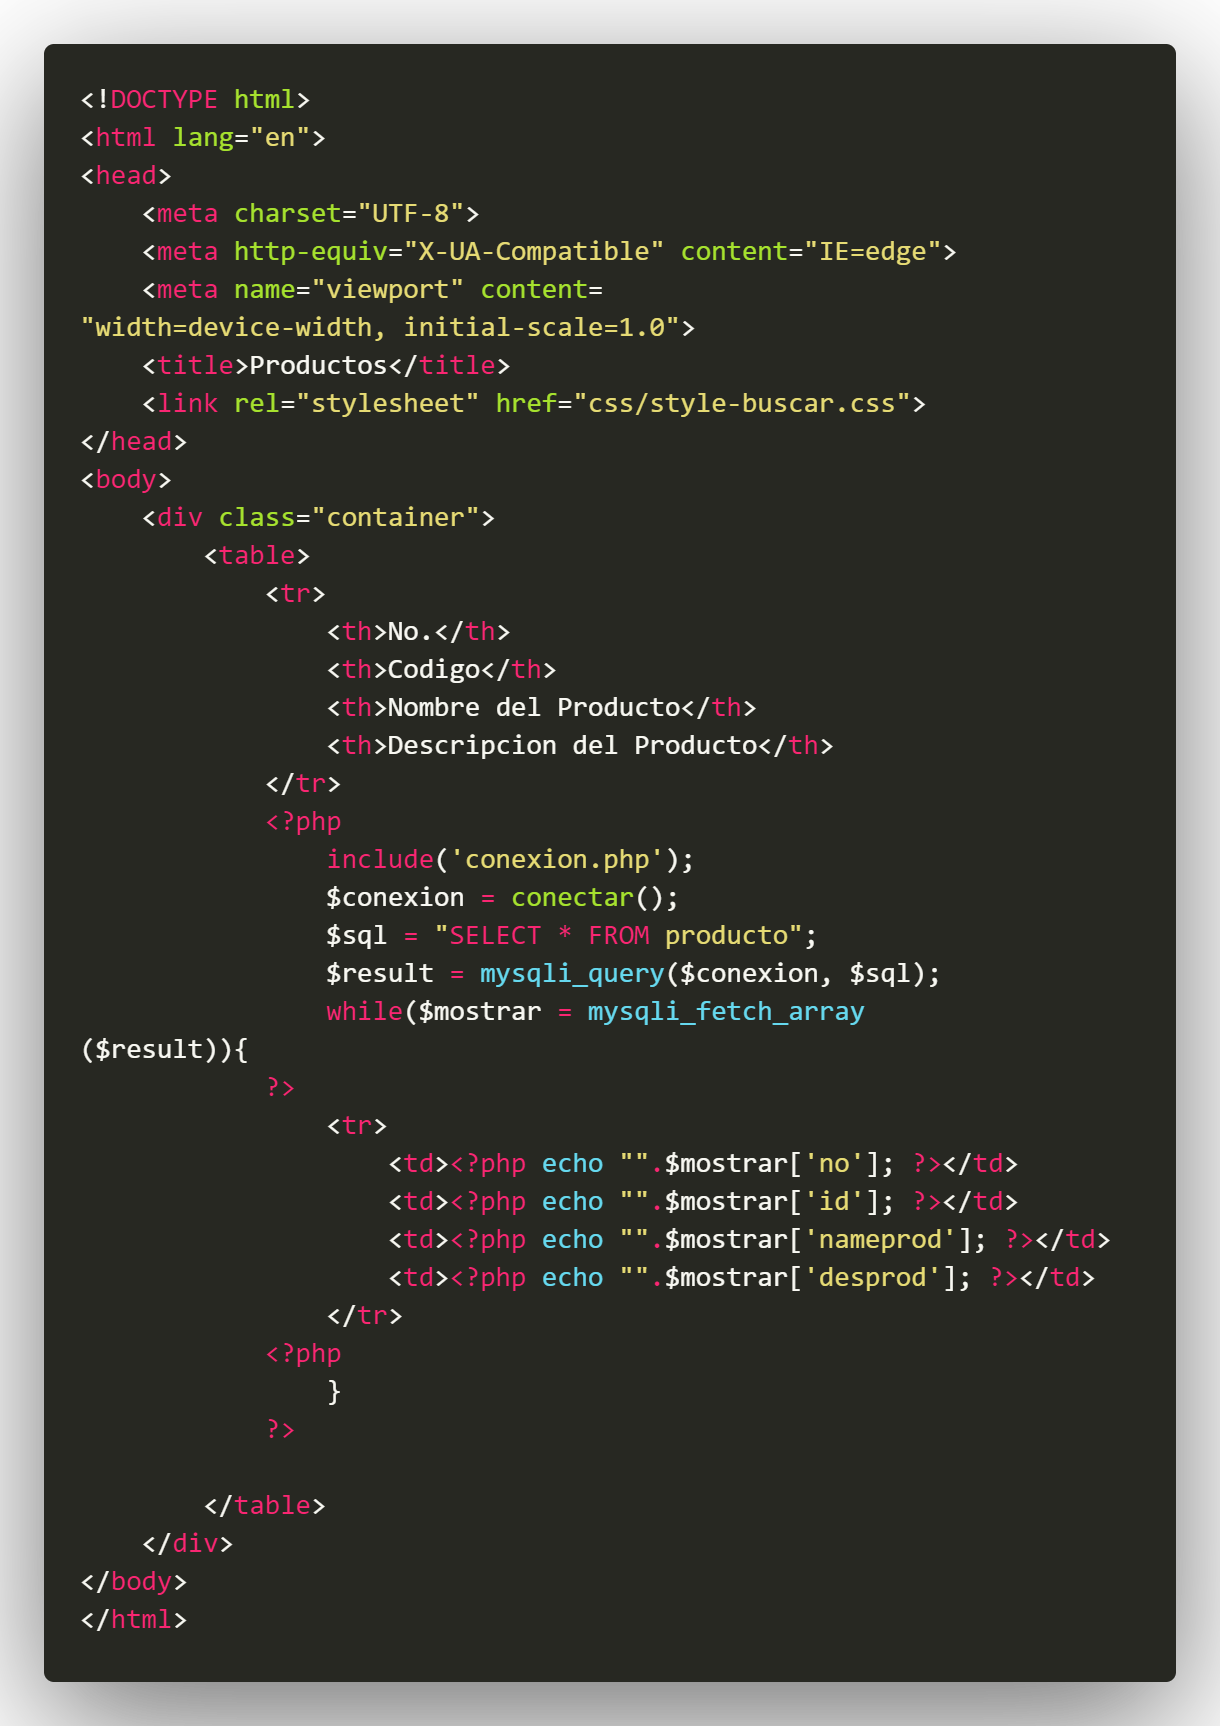 <!DOCTYPE html>
<html lang="en">
<head>
    <meta charset="UTF-8">
    <meta http-equiv="X-UA-Compatible" content="IE=edge">
    <meta name="viewport" content=
"width=device-width, initial-scale=1.0">
    <title>Productos</title>
    <link rel="stylesheet" href="css/style-buscar.css">
</head>
<body>
    <div class="container">
        <table>
            <tr>
                <th>No.</th>
                <th>Codigo</th>
                <th>Nombre del Producto</th>
                <th>Descripcion del Producto</th>
            </tr>
            <?php
                include('conexion.php');
                $conexion = conectar();
                $sql = "SELECT * FROM producto";
                $result = mysqli_query($conexion, $sql);
                while($mostrar = mysqli_fetch_array
($result)){
            ?>
                <tr>
                    <td><?php echo "".$mostrar['no']; ?></td>
                    <td><?php echo "".$mostrar['id']; ?></td>
                    <td><?php echo "".$mostrar['nameprod']; ?></td>
                    <td><?php echo "".$mostrar['desprod']; ?></td>
                </tr>
            <?php
                }
            ?>

        </table>
    </div>
</body>
</html>